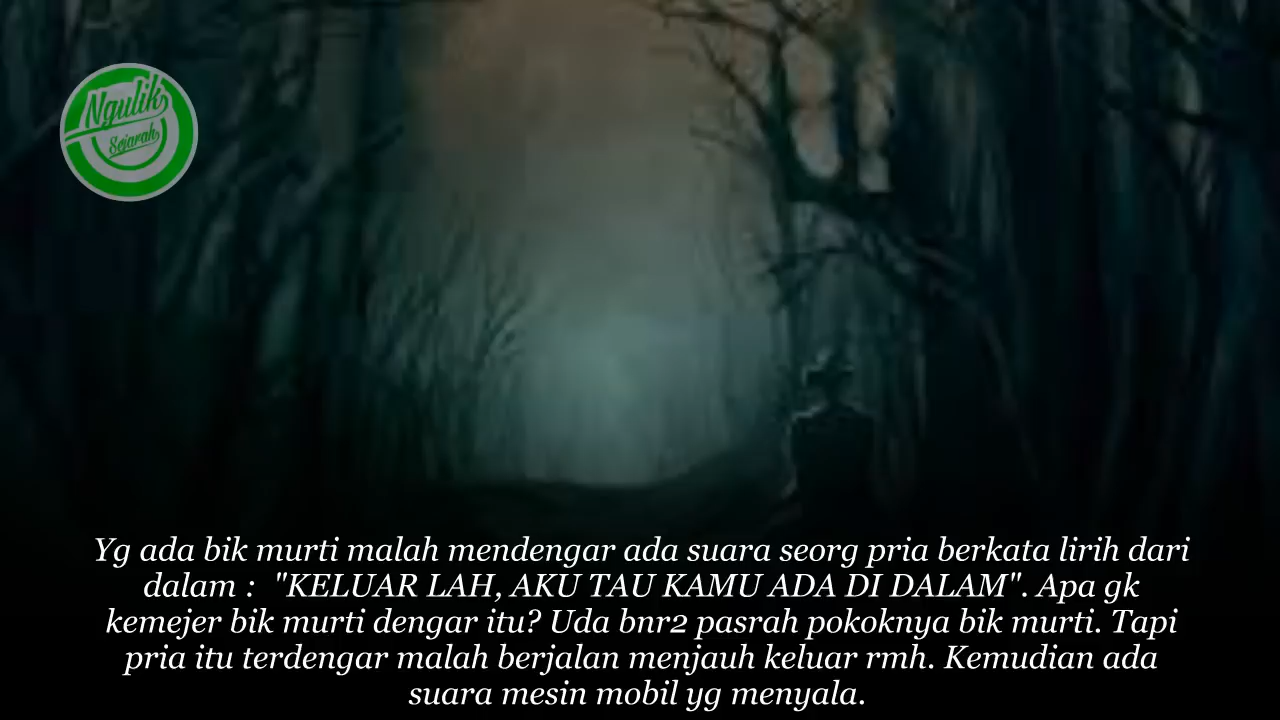 Ngulik
Sejarah
Yg ada bik murti malah mendengar ada suara seorg pria berkata lirih dari
dalam :  "KELUAR LAH, AKU TAU KAMU ADA DI DALAM". Apa gk
kemejer bik murti dengar itu? Uda bnr2 pasrah pokoknya bik murti. Tapi
pria itu terdengar malah berjalan menjauh keluar rmh. Kemudian ada
suara mesin mobil yg menyala.